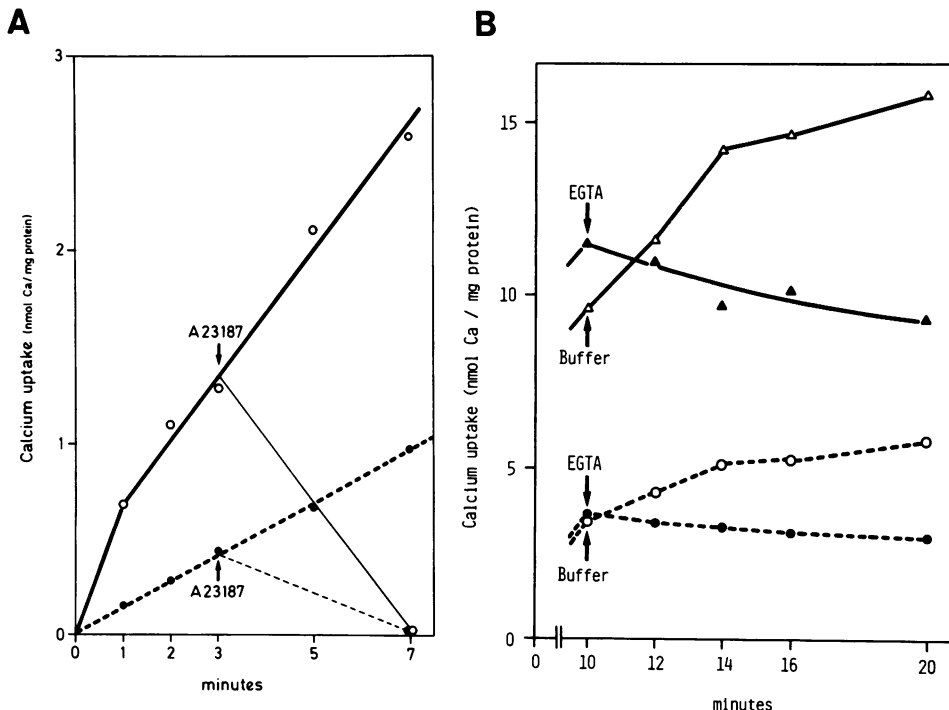 A
Calcium uptake (nmol Ca/mg protein)
3
2
1
0
A23187
A23187
0 1 2 3 5 7
minutes
B
Calcium uptake (nmol Ca / mg protein)
15
10
5
0
EGTA
Buffer
EGTA
Buffer
0 10 12 14 16 20
minutes